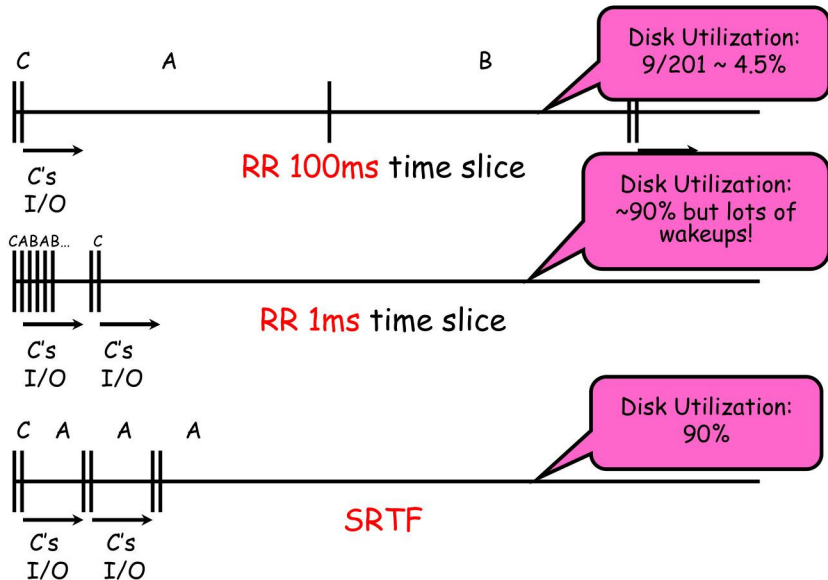 Disk Utilization:
9/201 ~ 4.5%
C A B
C's
I/O
RR 100ms time slice
Disk Utilization:
~90% but lots of
wakeups!
CABAB... C
C's
I/O
C's
I/O
RR 1ms time slice
Disk Utilization:
90%
C A A A
C's
I/O
C's
I/O
SRTF